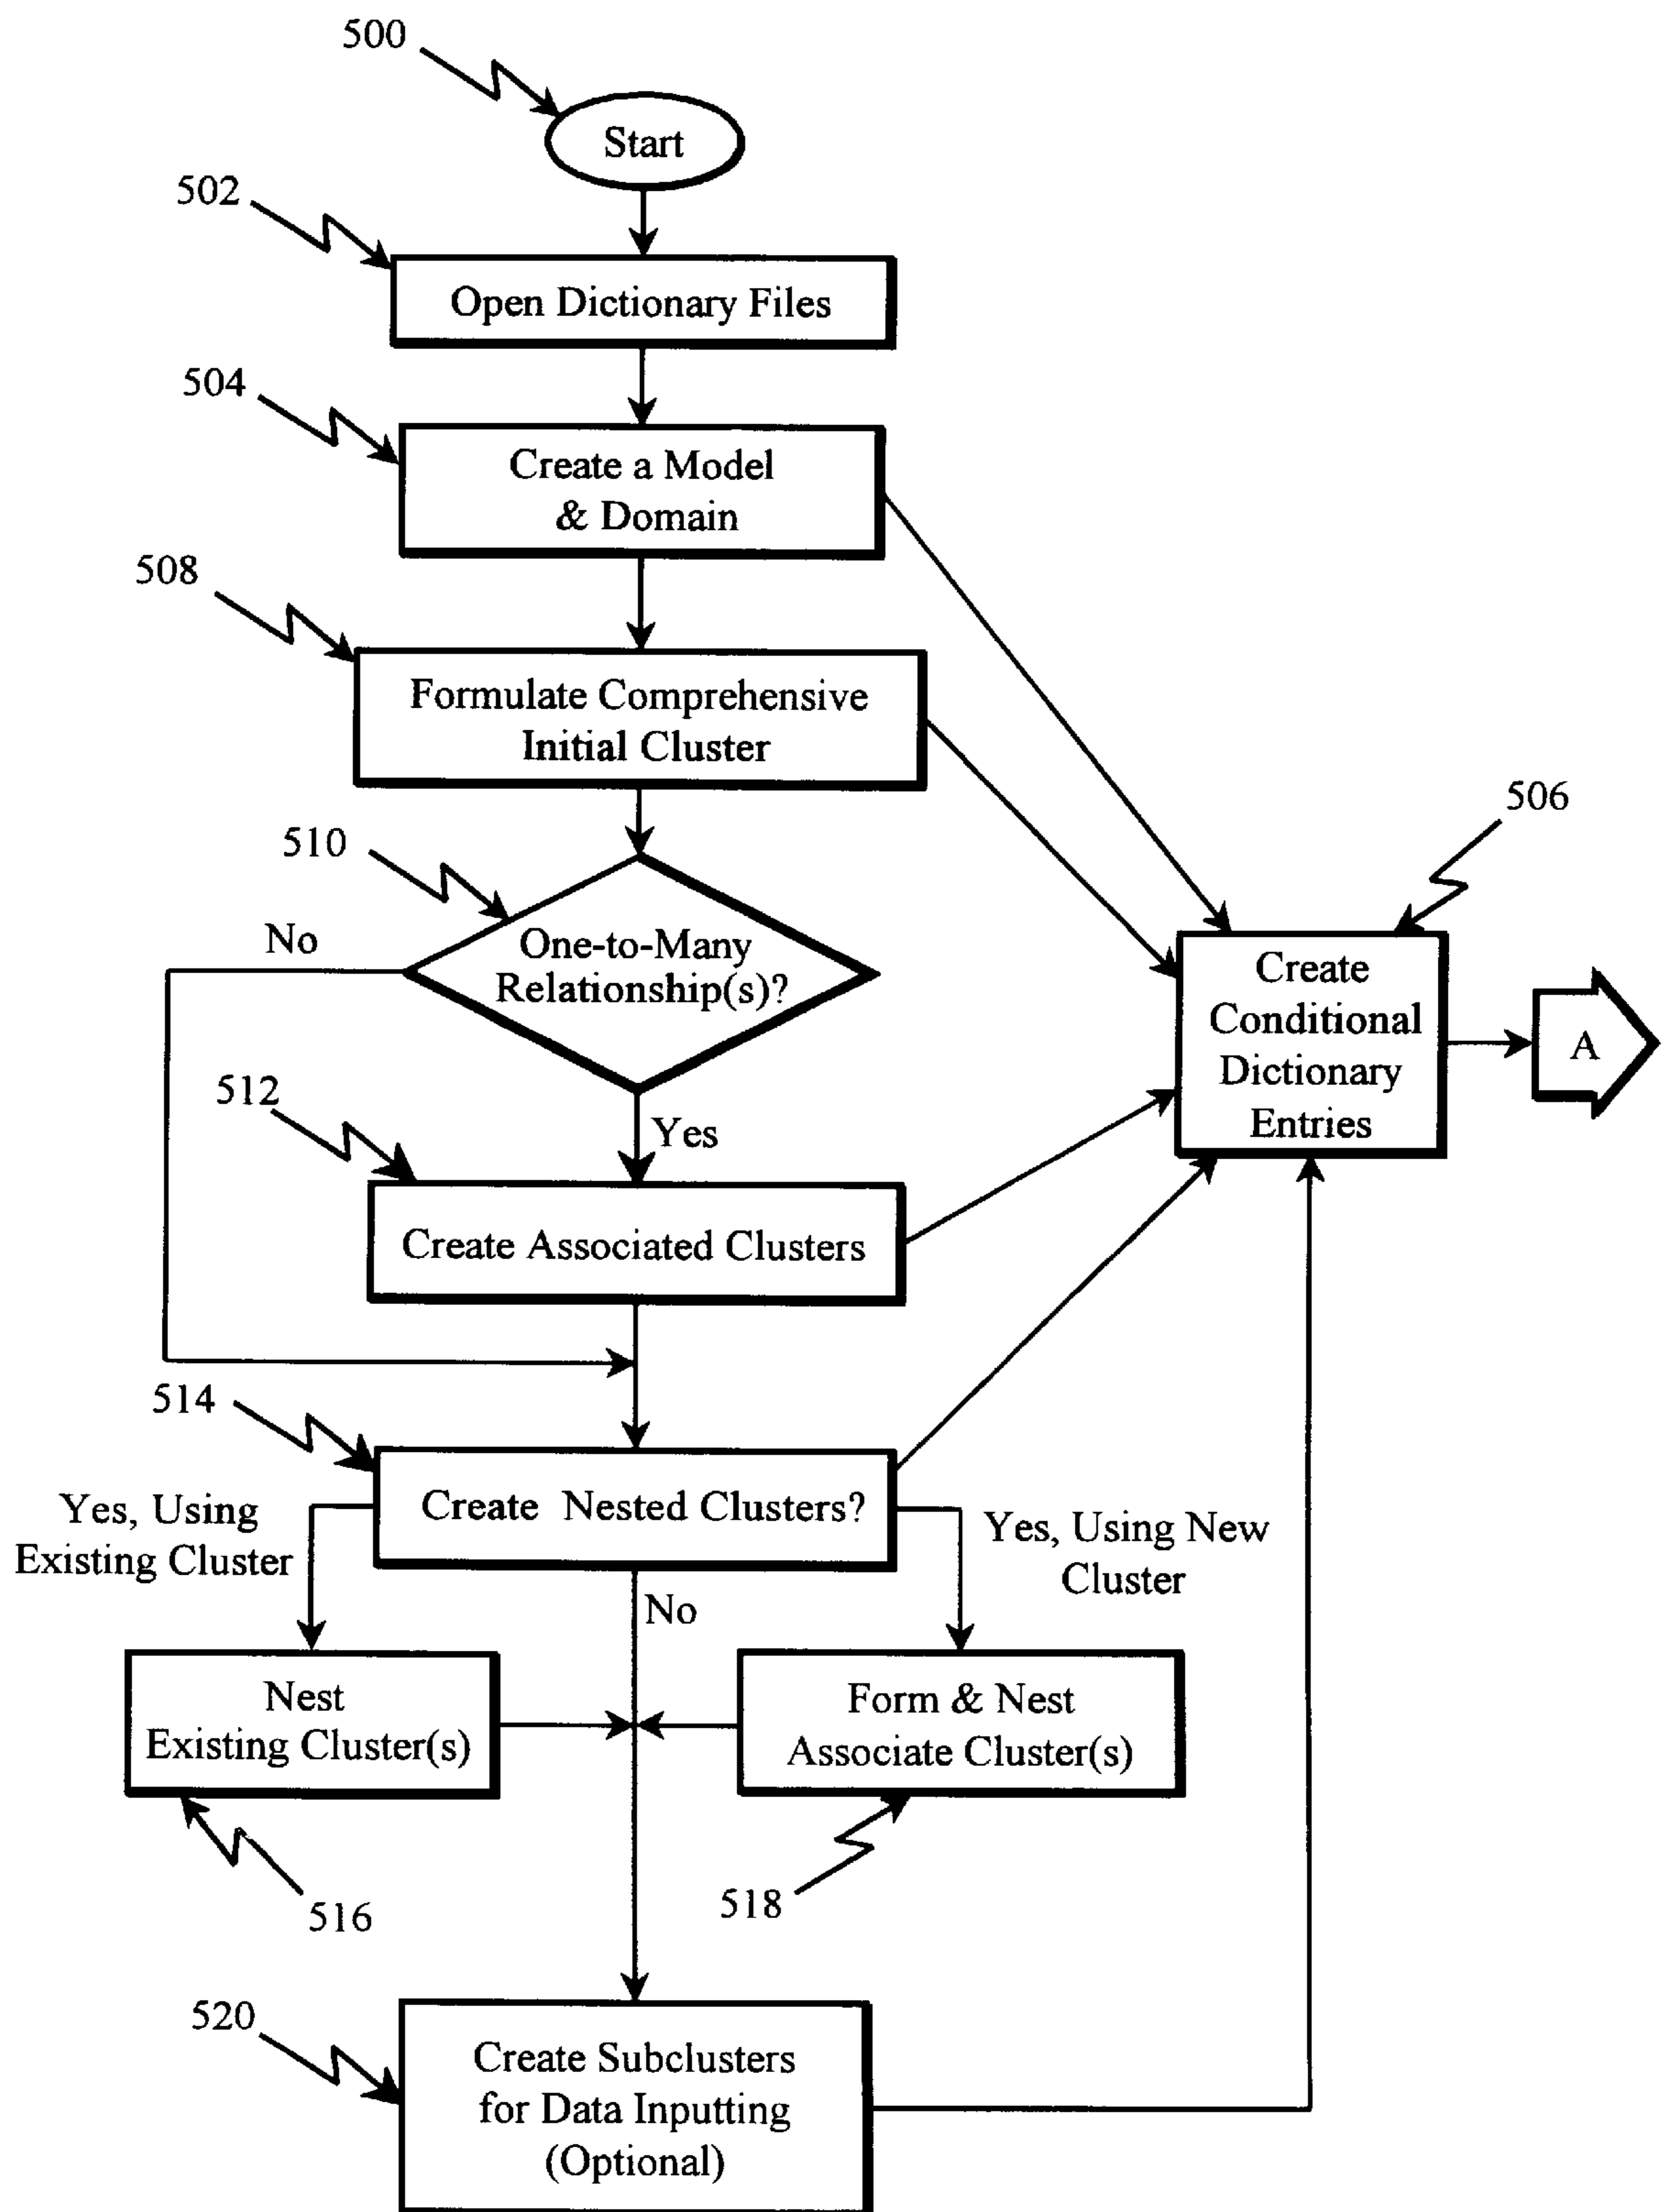 500
Start
502
Open Dictionary Files
504
Create a Model
& Domain
508
Formulate Comprehensive
Initial Cluster
506
510
No
One-to-Many
Relationship(s)?
Create
Conditional
Dictionary
Entries
A
512
Yes
Create Associated Clusters
514
Yes, Using
Existing Cluster
Create Nested Clusters?
Yes, Using New
Cluster
No
Nest
Existing Cluster(s)
Form & Nest
Associate Cluster(s)
516
518
520
Create Subclusters
for Data Inputting
(Optional)